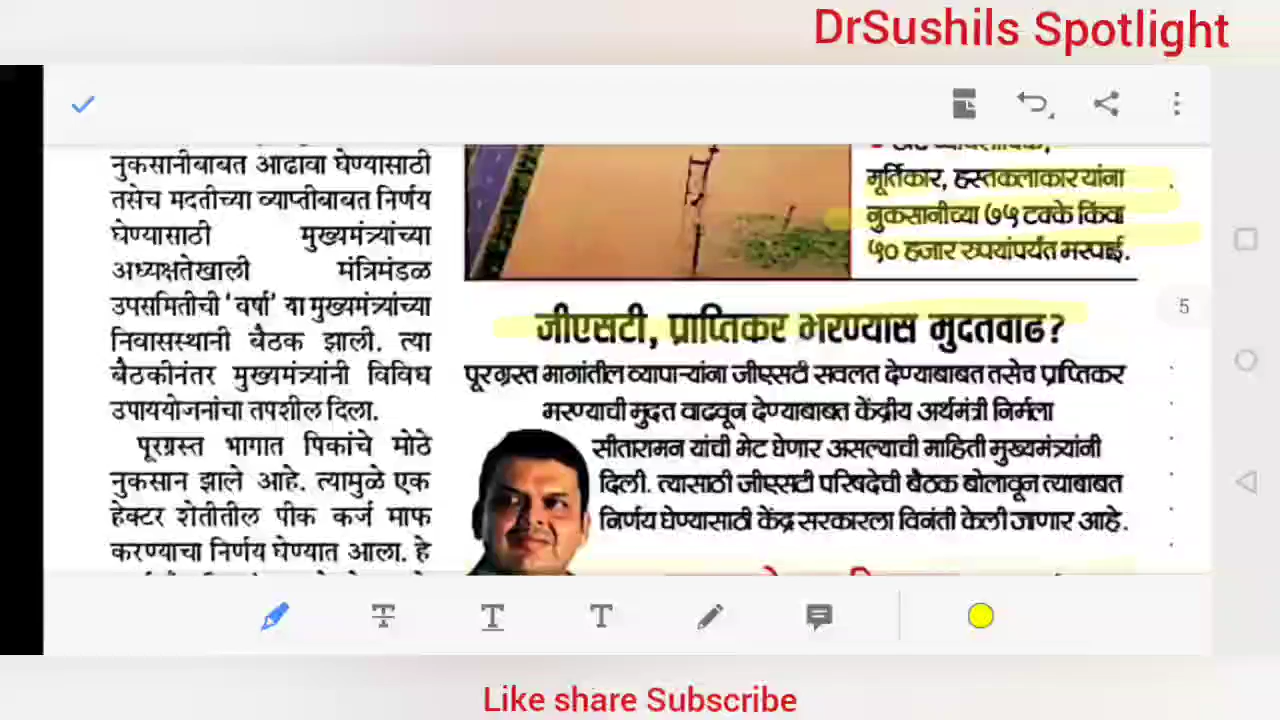 DrSushils Spotlight
नुकसानीबाबत आढावा घेण्यासाठी
तसेच मदतीच्या व्याप्तीबाबत निर्णय
घेण्यासाठी मुख्यमंत्र्यांच्या
अध्यक्षतेखाली मंत्रिमंडळ
उपसमितीची 'वर्षा' या मुख्यमंत्र्यांच्या
निवासस्थानी बैठक झाली. त्या
बैठकीनंतर मुख्यमंत्र्यांनी विविध
उपाययोजनांचा तपशील दिला.
पूरग्रस्त भागात पिकांचे मोठे
नुकसान झाले आहे. त्यामुळे एक
हेक्टर शेतीतील पीक कर्ज माफ
करण्याचा निर्णय घेण्यात आला. हे
मूर्तिकार, हस्तकलाकारयांना
नुकसानीच्या ७५ टक्के किंवा
५० हजार रुपयांपर्यंत भरपाई.
जीएसटी, प्राप्तिकर भरण्यास मुदतवाढ?
पूरग्रस्त भागांतील व्यापाऱ्यांना जीएसटी सवलत देण्याबाबत तसेच प्राप्तिकर
भरण्याची मुदत वाढवून देण्याबाबत केंद्रीय अर्थमंत्री निर्मला
सीतारामन यांची भेट घेणार असल्याची माहिती मुख्यमंत्र्यांनी
दिली. त्यासाठी जीएसटी परिषदेची बैठक बोलावून त्याबाबत
निर्णय घेण्यासाठी केंद्र सरकारला विनंती केली जाणार आहे.
5
T T T
Like share Subscribe